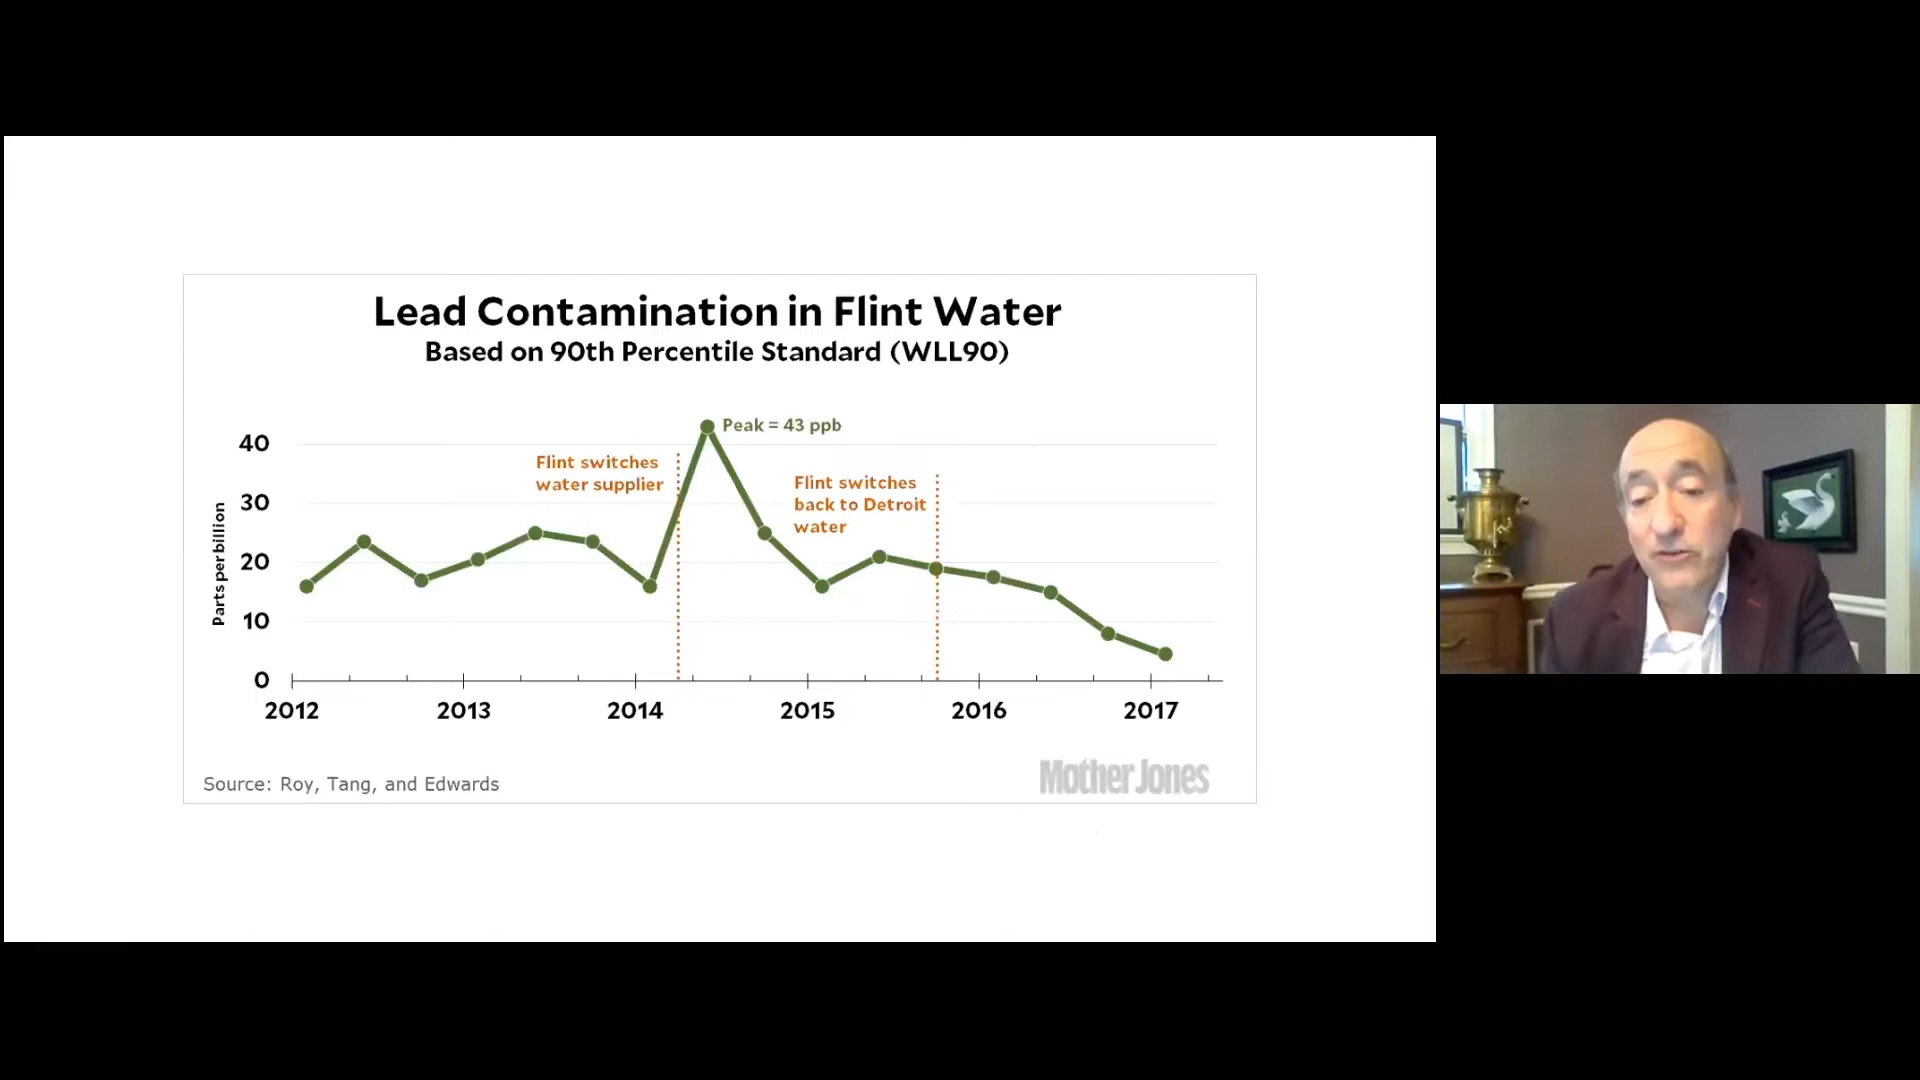 Lead Contamination in Flint Water
Based on 90th Percentile Standard (WLL90)
Peak = 43 ppb
Flint switches
water supplier
Flint switches
back to Detroit
water
Parts per billion
40
30
20
10
0
2012 2013 2014 2015 2016 2017
Source: Roy, Tang, and Edwards
Mother Jones